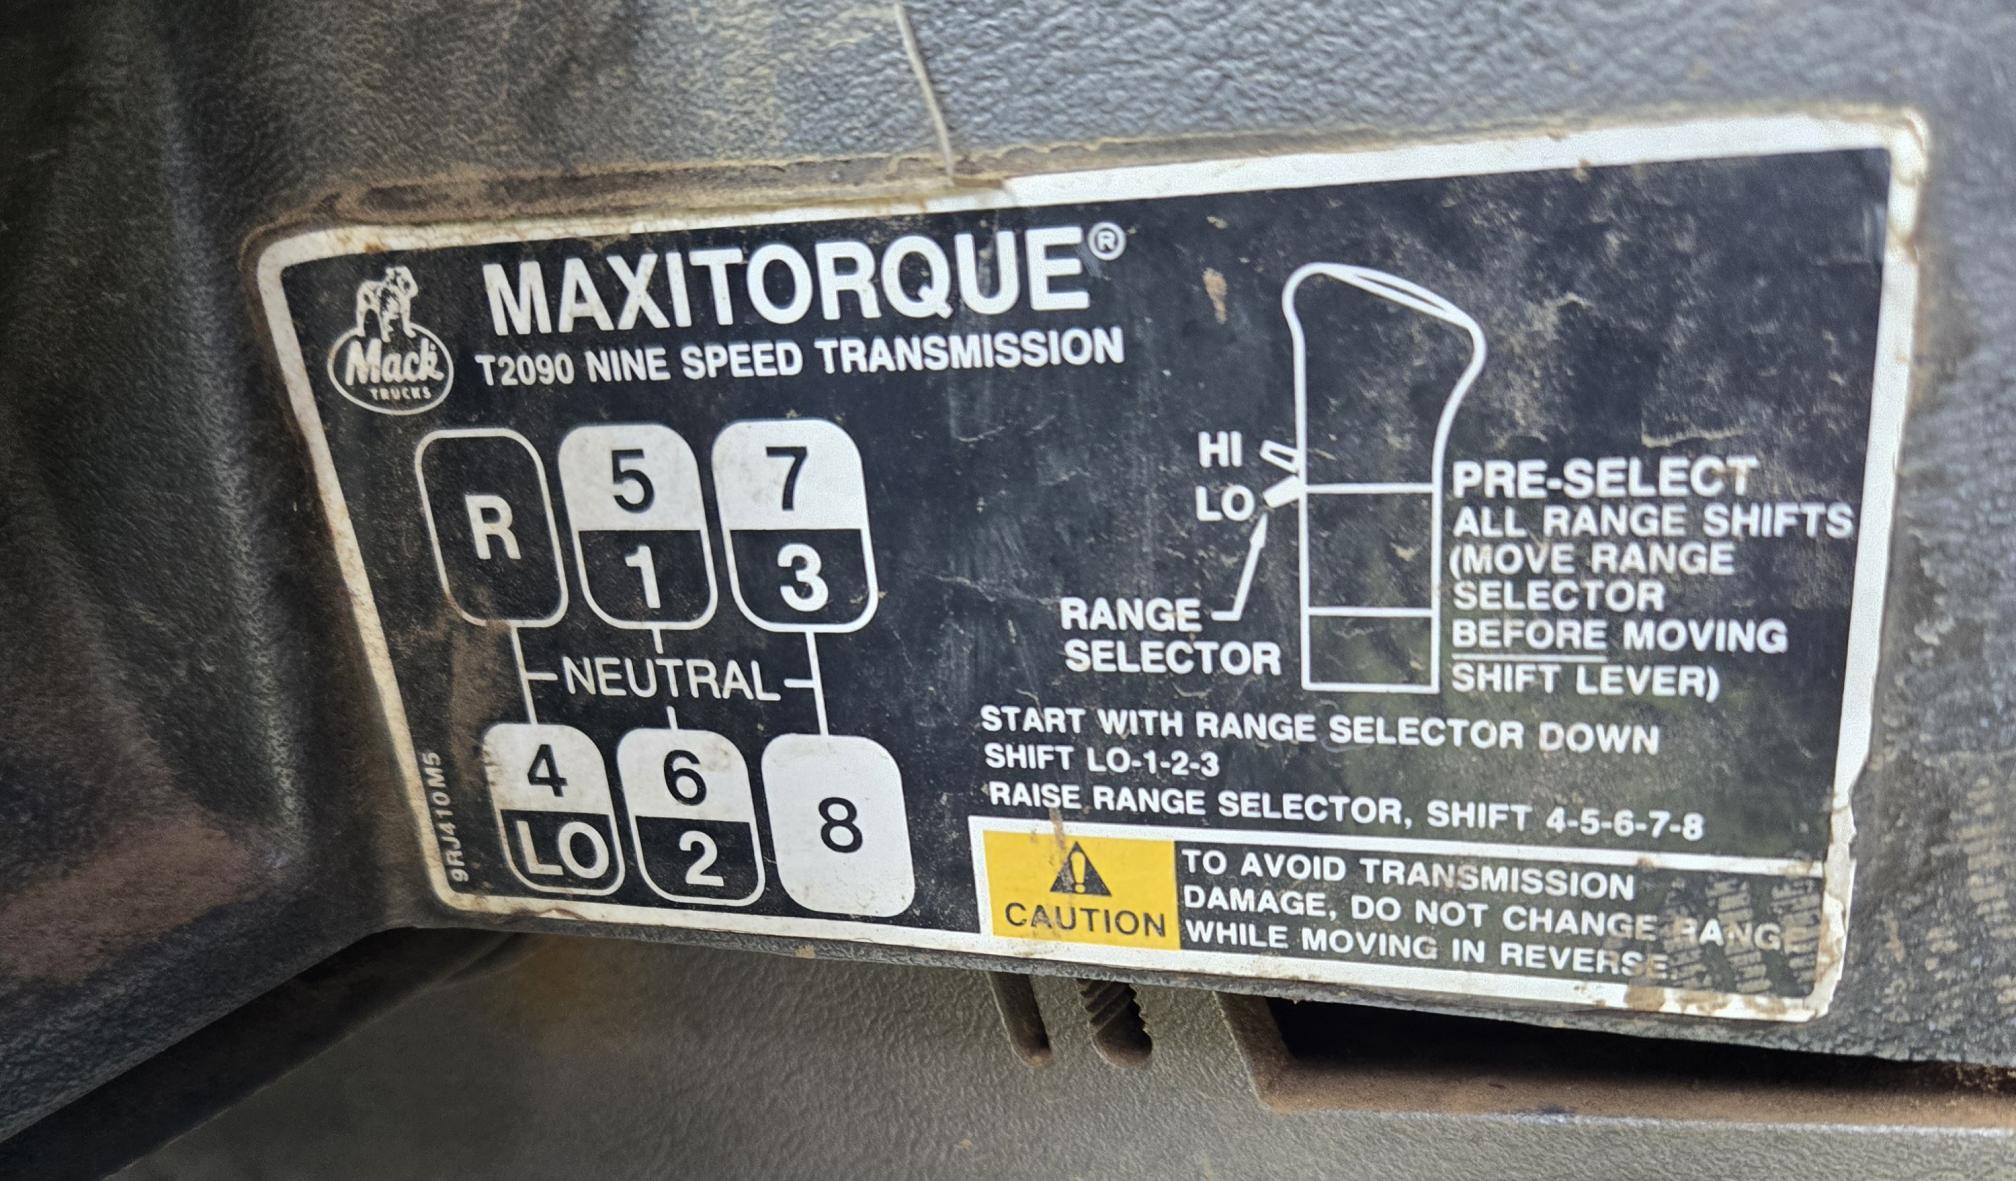 MAXITORQUE®
T2090 NINE SPEED TRANSMISSION
Mack
TRUCKS
R
5
1
7
3
NEUTRAL
4
LO
6
2
8
9RJ410M5
HI
LO
RANGE
SELECTOR
PRE-SELECT
ALL RANGE SHIFTS
(MOVE RANGE
SELECTOR
BEFORE MOVING
SHIFT LEVER)
START WITH RANGE SELECTOR DOWN
SHIFT LO-1-2-3
RAISE RANGE SELECTOR, SHIFT 4-5-6-7-8
CAUTION
TO AVOID TRANSMISSION
DAMAGE, DO NOT CHANGE RANGE
WHILE MOVING IN REVERSE.